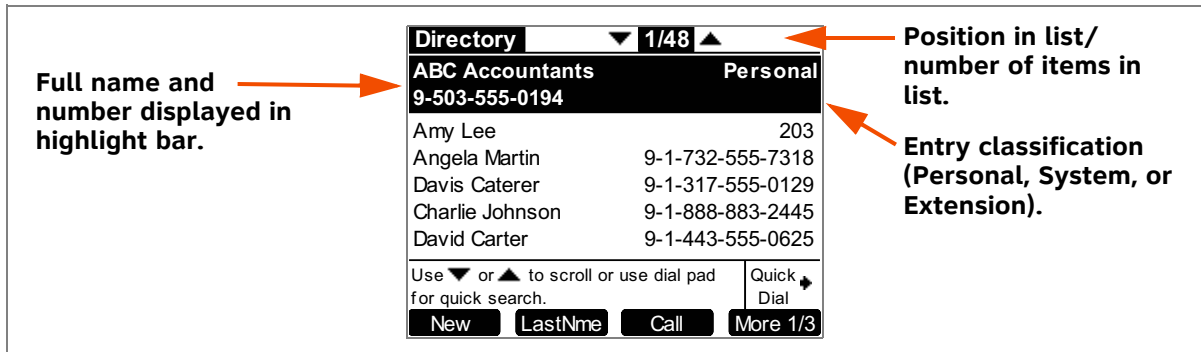 Full name and
number displayed in
highlight bar.
Directory ▼ 1/48 ▲
ABC Accountants Personal
9-503-555-0194
Amy Lee 203
Angela Martin 9-1-732-555-7318
Davis Caterer 9-1-317-555-0129
Charlie Johnson 9-1-888-883-2445
David Carter 9-1-443-555-0625
Use ▼ or ▲ to scroll or use dial pad
for quick search.
Quick
Dial
New LastNme Call More 1/3
Position in list/
number of items in
list.
Entry classification
(Personal, System, or
Extension).